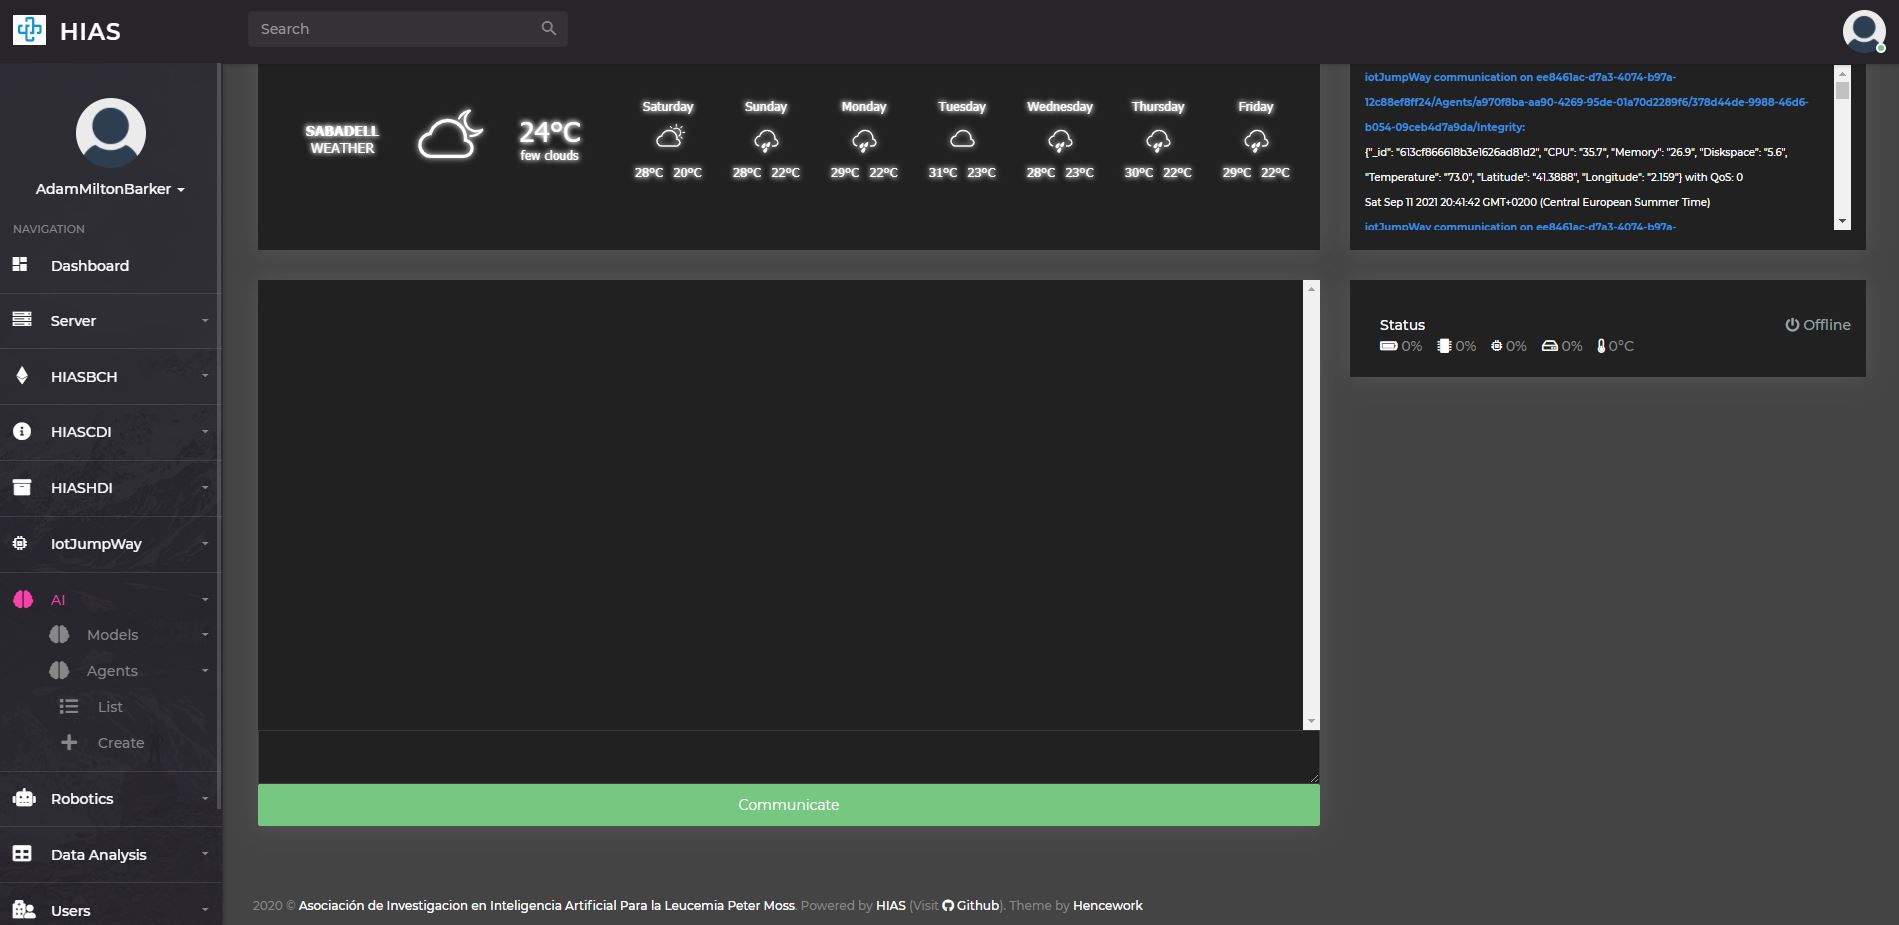 HIAS
Search
AdamMiltonBarker
NAVIGATION
Dashboard
Server
HIASBCH
HIASCDI
HIASHDI
IotJumpWay
AI
Models
Agents
List
Create
Robotics
Data Analysis
Users
SABADELL
WEATHER
24°C
few clouds
Saturday
28°C 20°C
Sunday
28°C 22°C
Monday
29°C 22°C
Tuesday
31°C 23°C
Wednesday
28°C 23°C
Thursday
30°C 22°C
Friday
29°C 22°C
iotJumpWay communication on ee8461ac-d7a3-4074-b97a-
12c88ef8ff24/Agents/a970f8ba-aa90-4269-95de-01a70d2289f6/378d44de-9988-46d6-
b054-09ceb4d7a9da/Integrity:
{"_id": "613cf866618b3e1626ad81d2", "CPU": "35.7", "Memory": "26.9", "Diskspace": "5.6",
"Temperature": "73.0", "Latitude": "41.3888", "Longitude": "2.159"} with QoS: 0
Sat Sep 11 2021 20:41:42 GMT+0200 (Central European Summer Time)
iotJumpWay communication on ee8461ac-d7a3-4074-b97a-
Status
Offline
0% 0% 0% 0% 0°C
Communicate
2020 © Asociación de Investigacion en Inteligencia Artificial Para la Leucemia Peter Moss. Powered by HIAS (Visit Github). Theme by Hencework